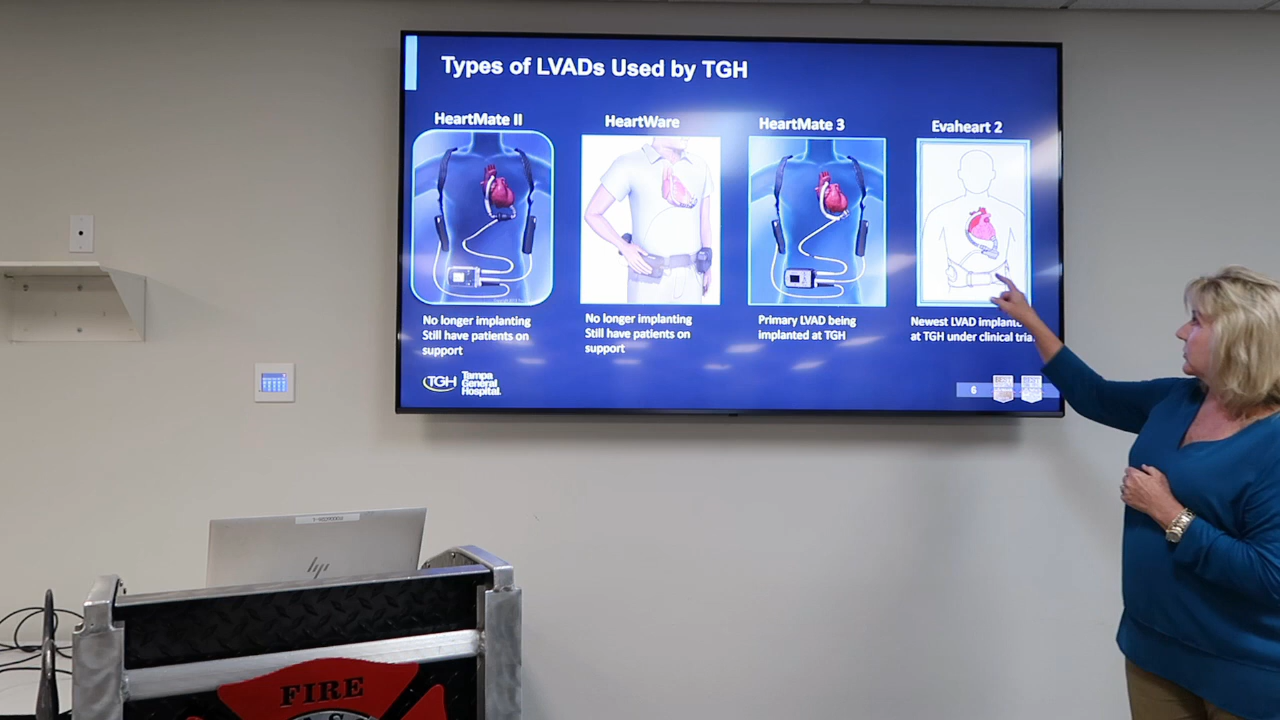 Types of LVADs Used by TGH
HeartMate II
HeartWare
HeartMate 3
Evaheart 2
No longer implanting
Still have patients on
support
No longer implanting
Still have patients on
support
Primary LVAD being
implanted at TGH
Newest LVAD
at TGH under clinical
TGH
Tampa
General
Hospital.
6
hp
FIRE